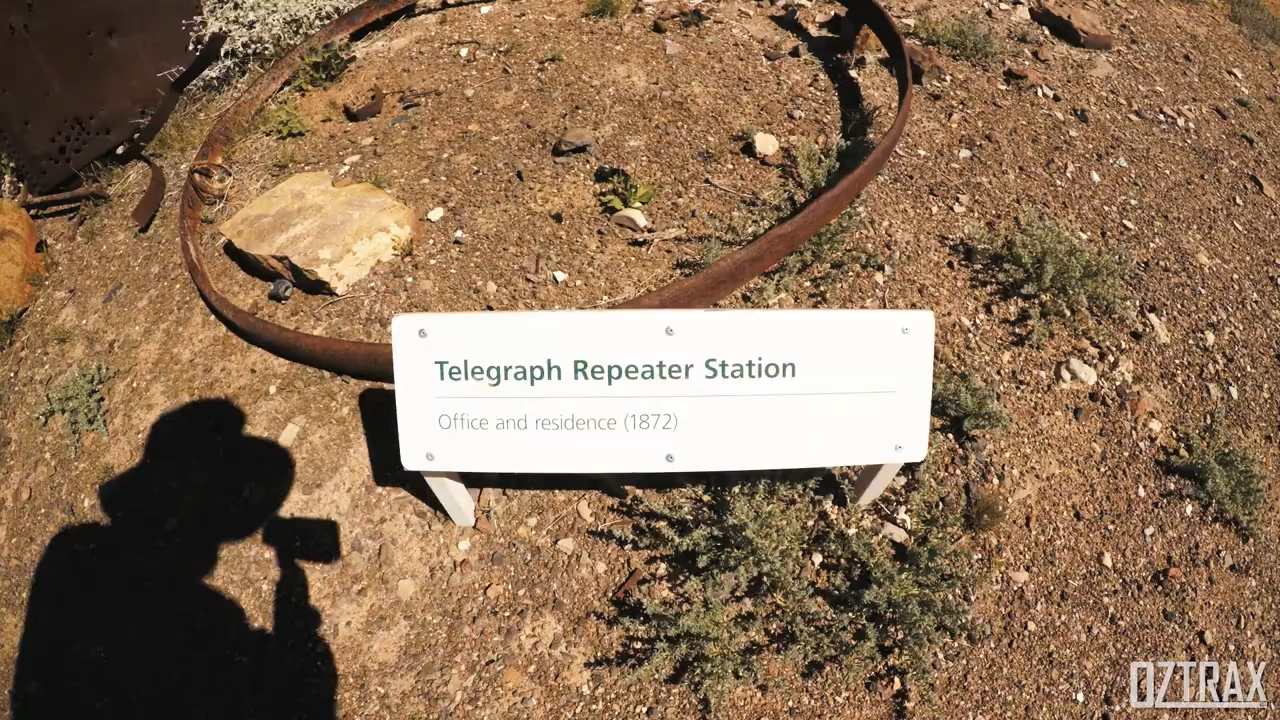 Telegraph Repeater Station
Office and residence (1872)
OZTRAX